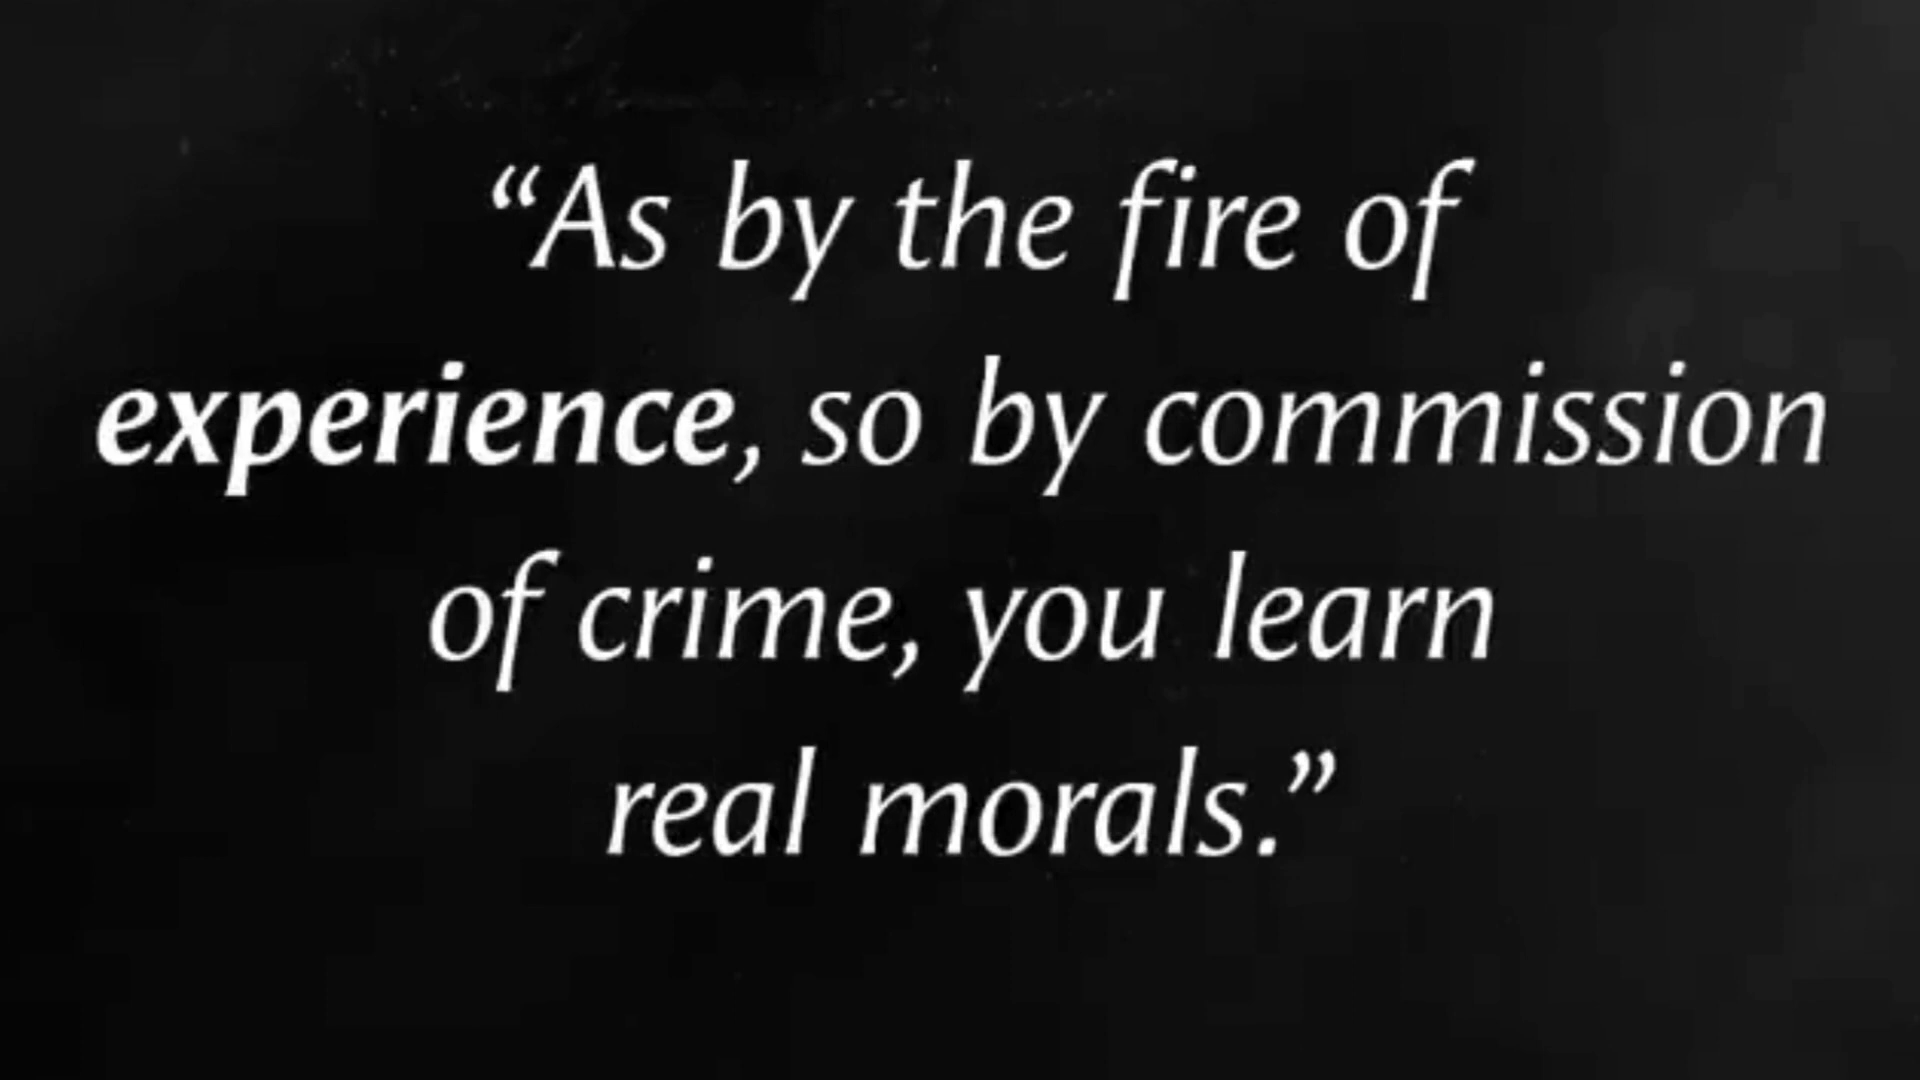 “As by the fire of
experience, so by commission
of crime, you learn
real morals.”